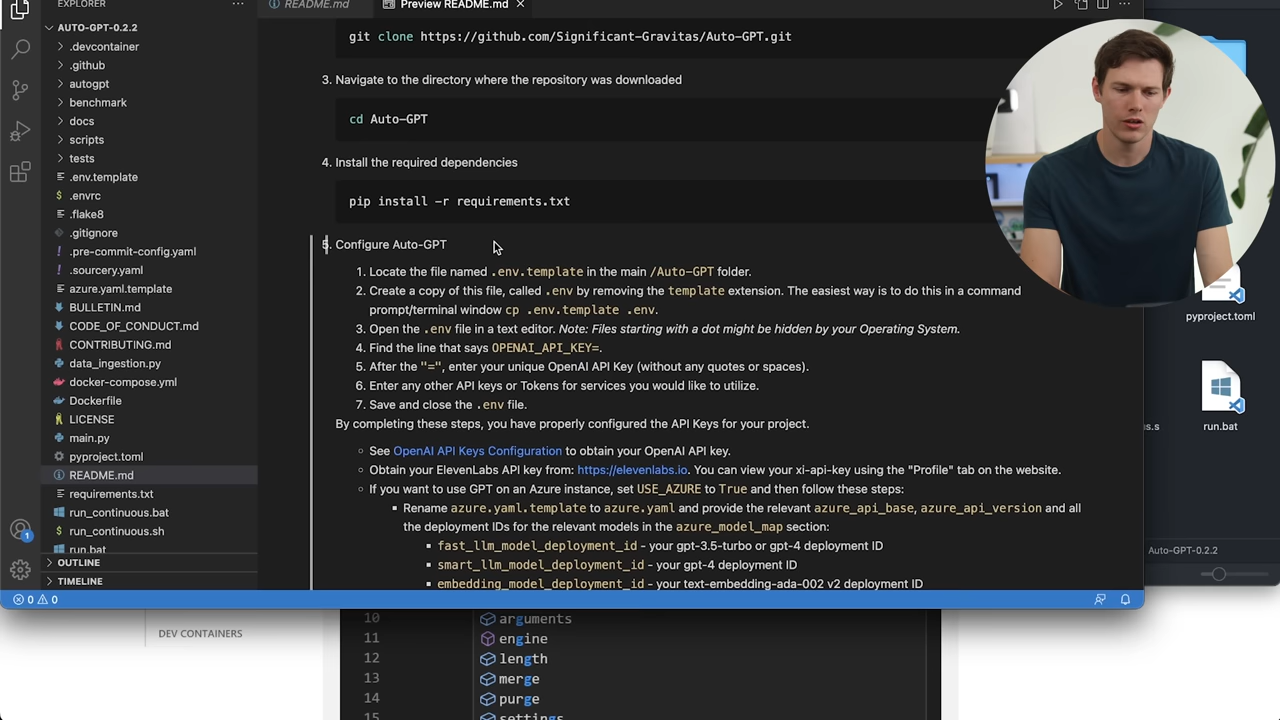 EXPLORER
README.md
Preview README.md
AUTO-GPT-0.2.2
.devcontainer
.github
autogpt
benchmark
docs
scripts
tests
.env.template
$ .envrc
.flake8
.gitignore
! .pre-commit-config.yaml
! .sourcery.yaml
azure.yaml.template
BULLETIN.md
CODE_OF_CONDUCT.md
CONTRIBUTING.md
data_ingestion.py
docker-compose.yml
Dockerfile
LICENSE
main.py
pyproject.toml
README.md
requirements.txt
run_continuous.bat
$ run_continuous.sh
run.bat
OUTLINE
TIMELINE
1
0 0
git clone https://github.com/Significant-Gravitas/Auto-GPT.git
3. Navigate to the directory where the repository was downloaded
cd Auto-GPT
4. Install the required dependencies
pip install -r requirements.txt
5. Configure Auto-GPT
1. Locate the file named .env.template in the main /Auto-GPT folder.
2. Create a copy of this file, called .env by removing the template extension. The easiest way is to do this in a command
prompt/terminal window cp .env.template .env.
3. Open the .env file in a text editor. Note: Files starting with a dot might be hidden by your Operating System.
4. Find the line that says OPENAI_API_KEY=.
5. After the "=", enter your unique OpenAI API Key (without any quotes or spaces).
6. Enter any other API keys or Tokens for services you would like to utilize.
7. Save and close the .env file.
By completing these steps, you have properly configured the API Keys for your project.
See OpenAI API Keys Configuration to obtain your OpenAI API key.
Obtain your ElevenLabs API key from: https://elevenlabs.io. You can view your xi-api-key using the "Profile" tab on the website.
If you want to use GPT on an Azure instance, set USE_AZURE to True and then follow these steps:
Rename azure.yaml.template to azure.yaml and provide the relevant azure_api_base, azure_api_version and all
the deployment IDs for the relevant models in the azure_model_map section:
fast_llm_model_deployment_id - your gpt-3.5-turbo or gpt-4 deployment ID
smart_llm_model_deployment_id - your gpt-4 deployment ID
embedding_model_deployment_id - your text-embedding-ada-002 v2 deployment ID
pyproject.toml
us.s
run.bat
Auto-GPT-0.2.2
DEV CONTAINERS
10 arguments
11 engine
12 length
13 merge
14 purge
15 settings